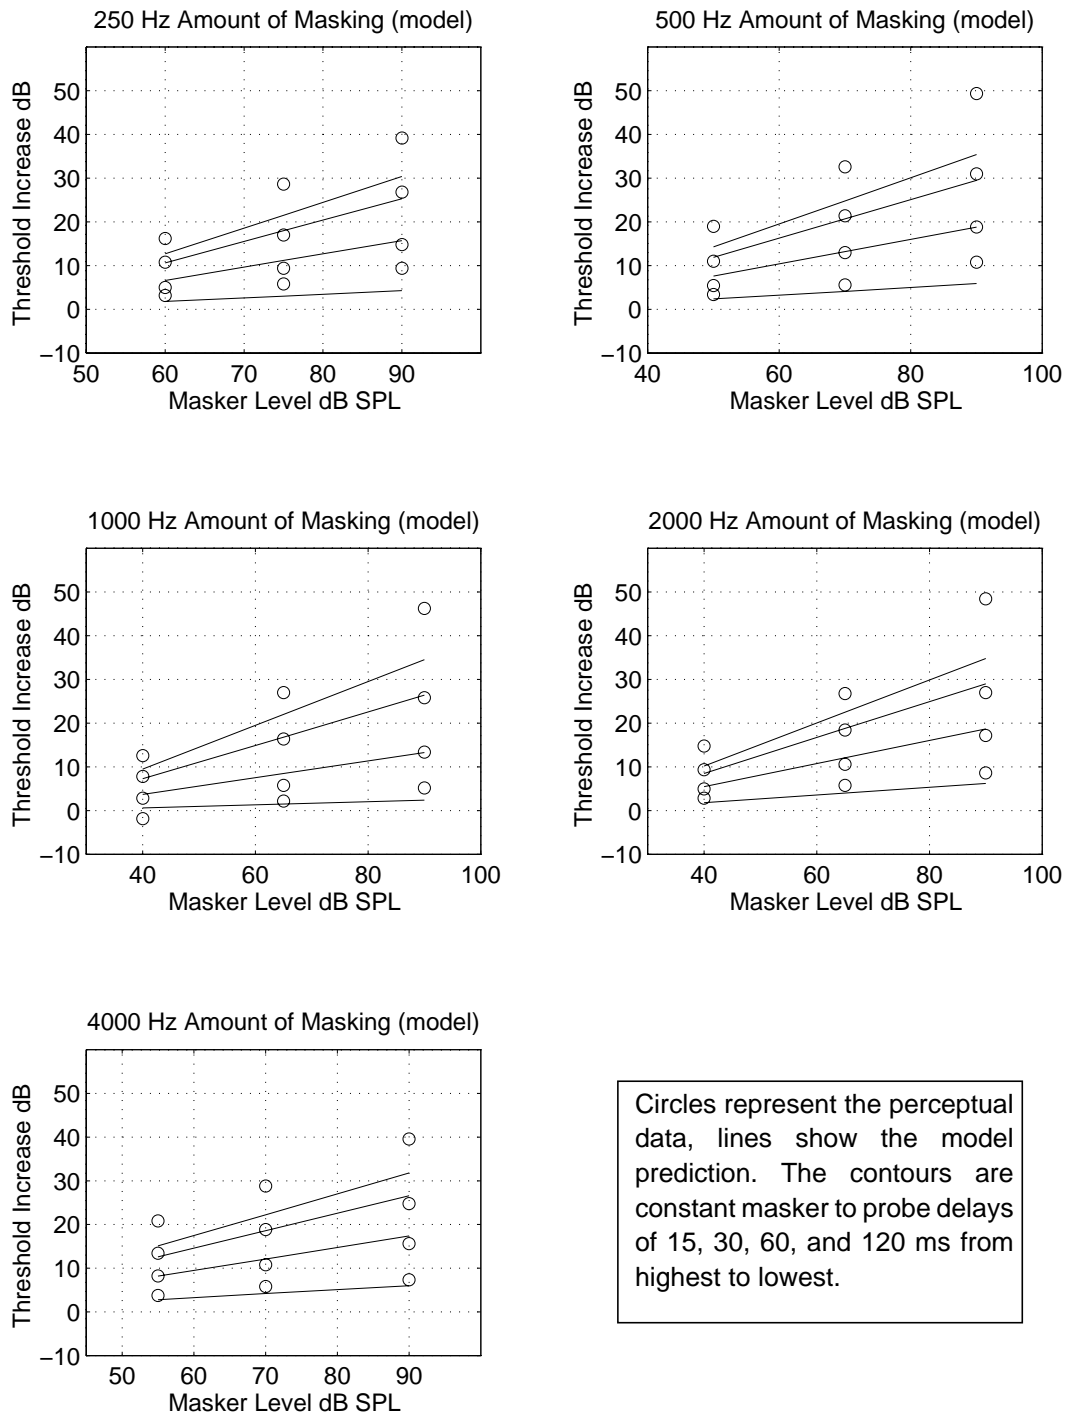 250 Hz Amount of Masking (model)
Threshold Increase dB
50
40
30
20
10
0
−10
50 60 70 80 90
Masker Level dB SPL
500 Hz Amount of Masking (model)
Threshold Increase dB
50
40
30
20
10
0
−10
40 60 80 100
Masker Level dB SPL
1000 Hz Amount of Masking (model)
Threshold Increase dB
50
40
30
20
10
0
−10
40 60 80 100
Masker Level dB SPL
2000 Hz Amount of Masking (model)
Threshold Increase dB
50
40
30
20
10
0
−10
40 60 80 100
Masker Level dB SPL
4000 Hz Amount of Masking (model)
Threshold Increase dB
50
40
30
20
10
0
−10
50 60 70 80 90
Masker Level dB SPL
Circles represent the perceptual
data, lines show the model
prediction. The contours are
constant masker to probe delays
of 15, 30, 60, and 120 ms from
highest to lowest.